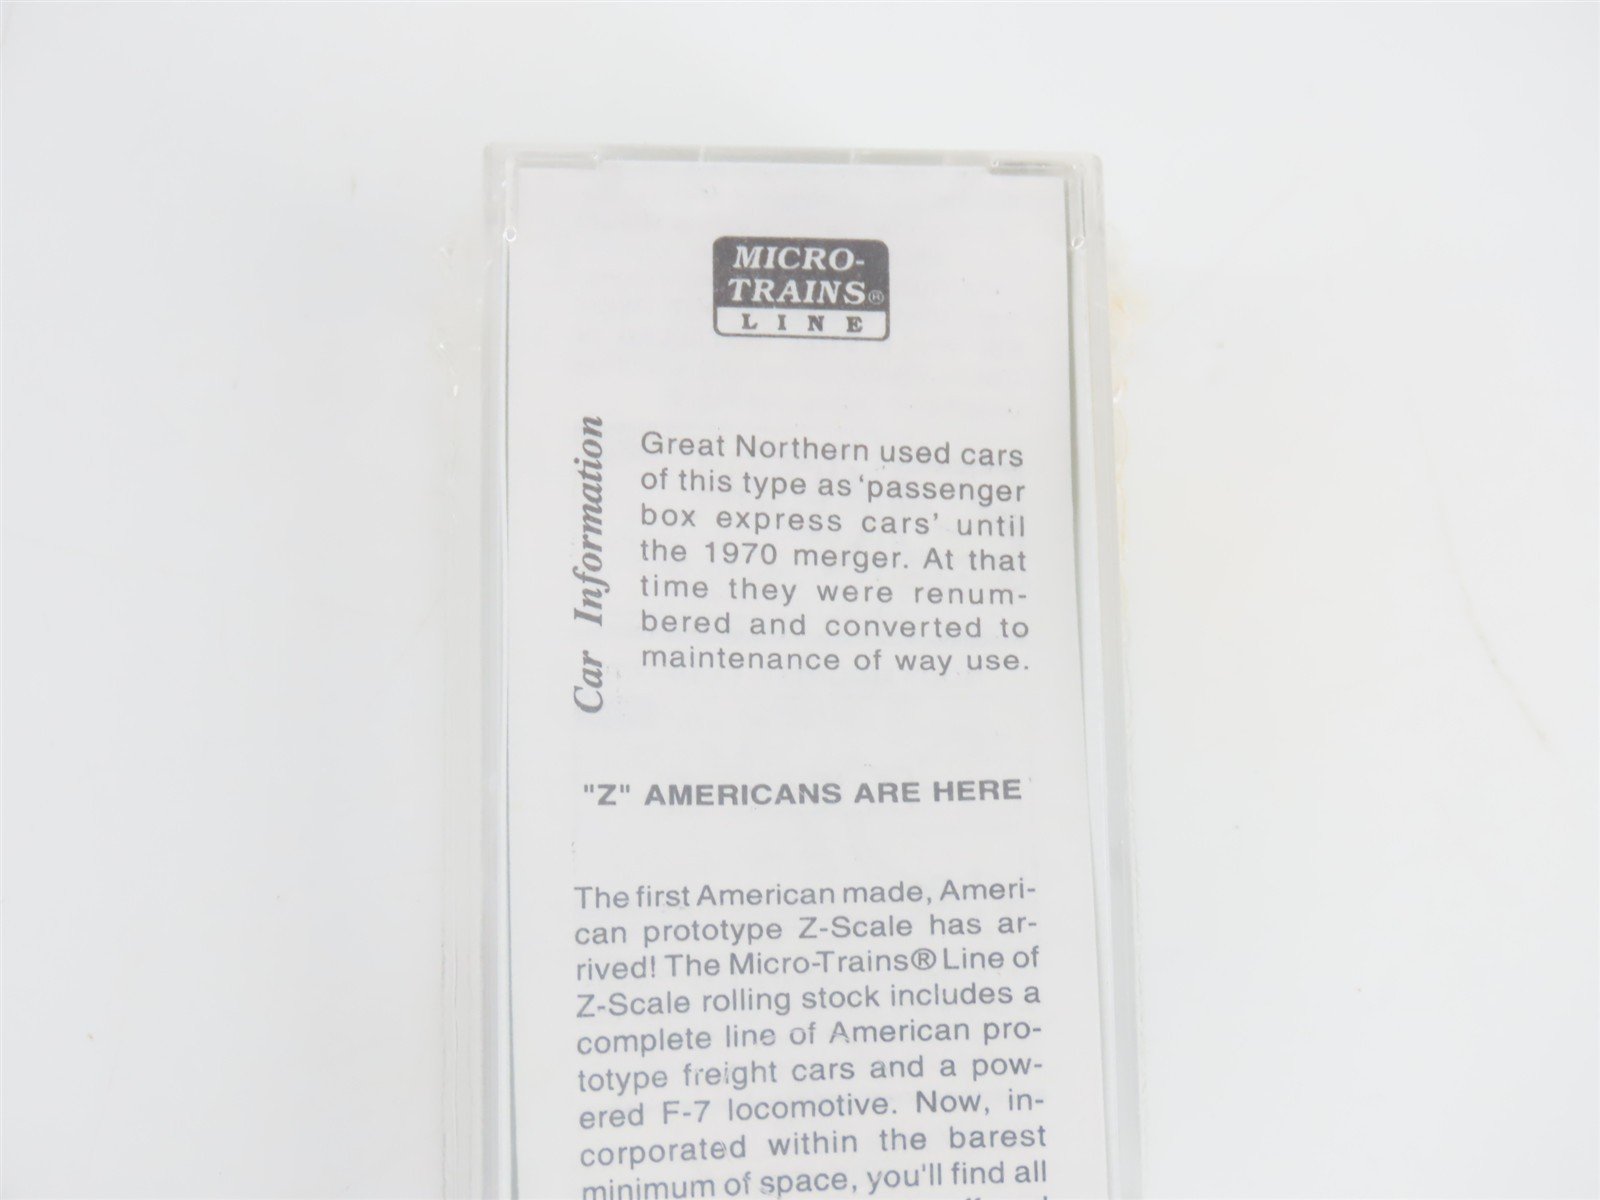 MICRO-
TRAINS®
LINE
Car Information
Great Northern used cars
of this type as 'passenger
box express cars' until
the 1970 merger. At that
time they were renum-
bered and converted to
maintenance of way use.
"Z" AMERICANS ARE HERE
The first American made, Ameri-
can prototype Z-Scale has ar-
rived! The Micro-Trains® Line of
Z-Scale rolling stock includes a
complete line of American pro-
totype freight cars and a pow-
ered F-7 locomotive. Now, in-
corporated within the barest
minimum of space, you'll find all